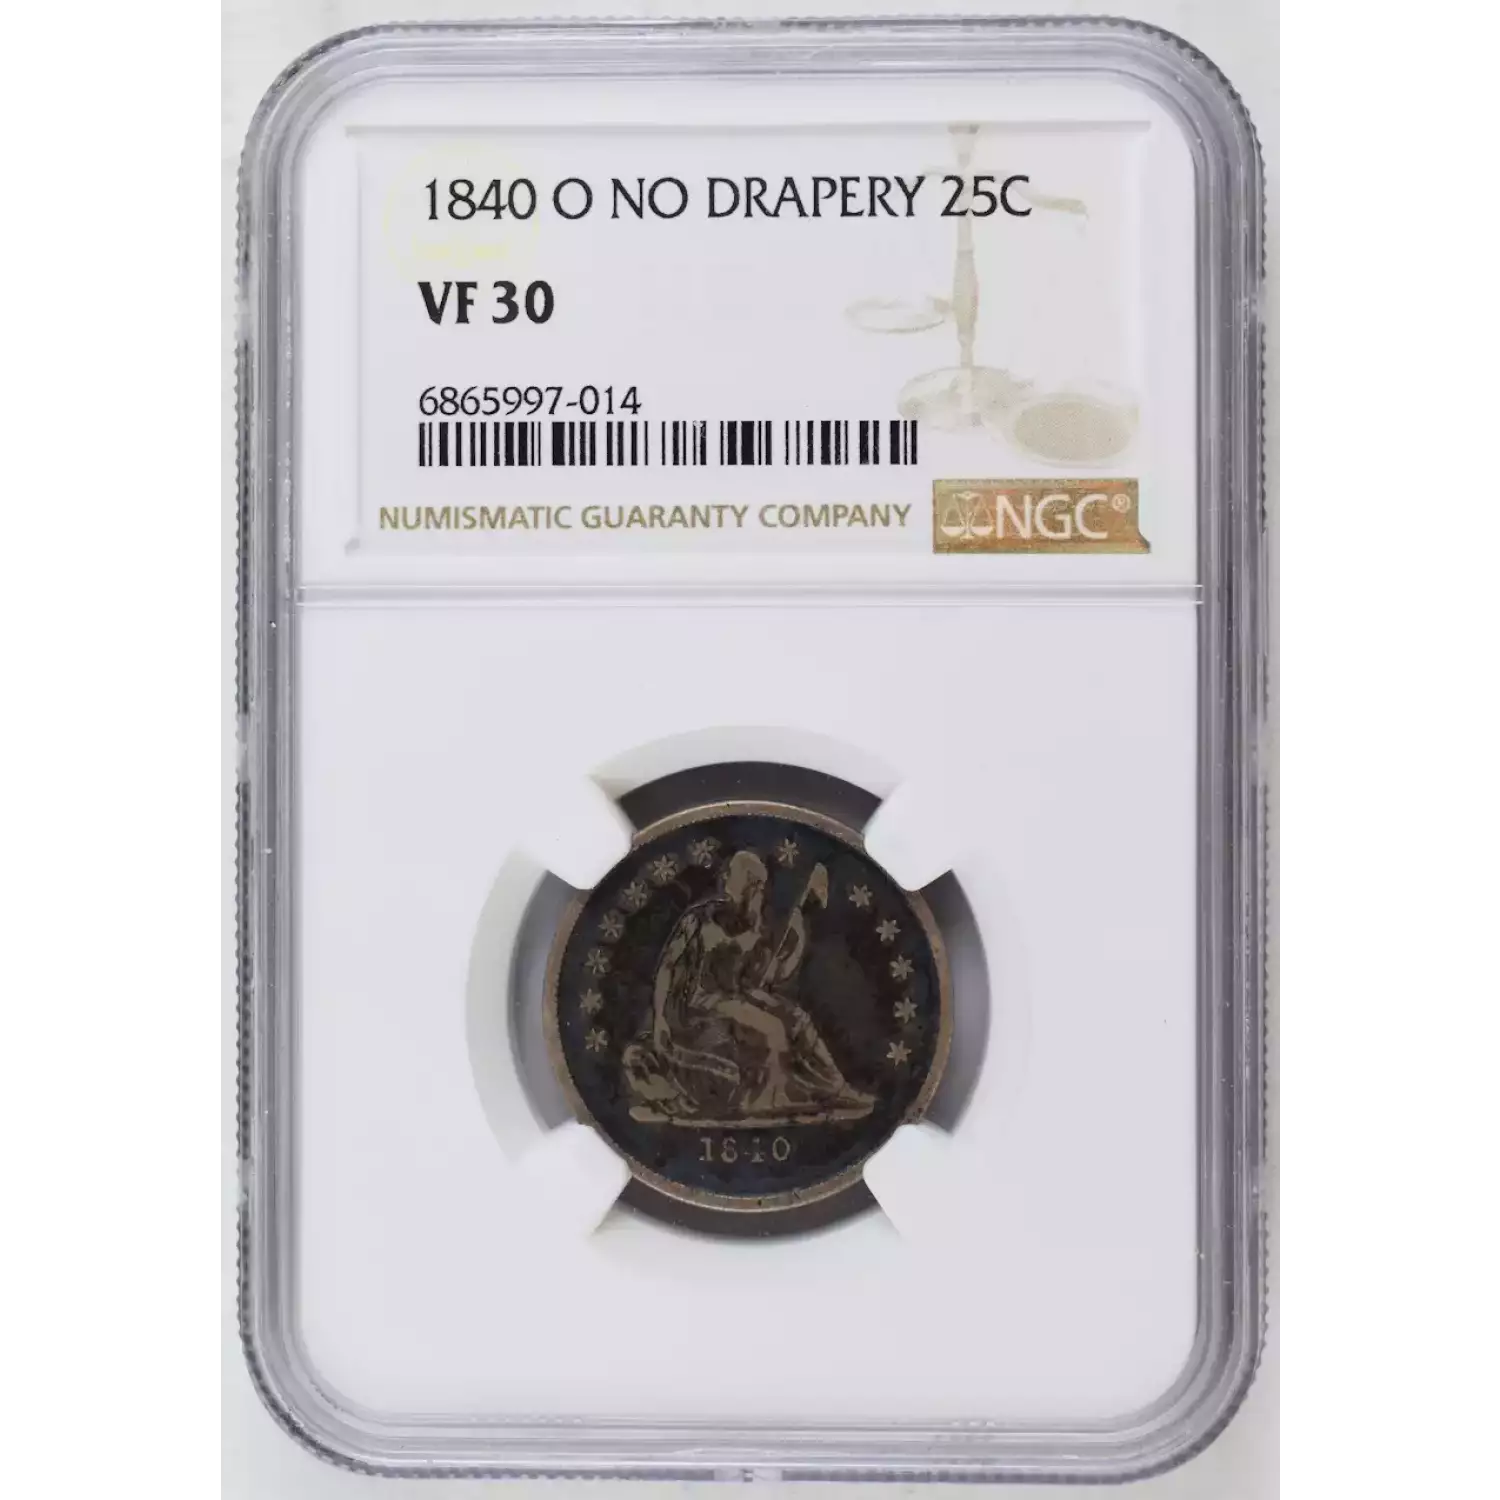 1840 O NO DRAPERY 25C
VF 30
6865997-014
NUMISMATIC GUARANTY COMPANY NGC®
1840